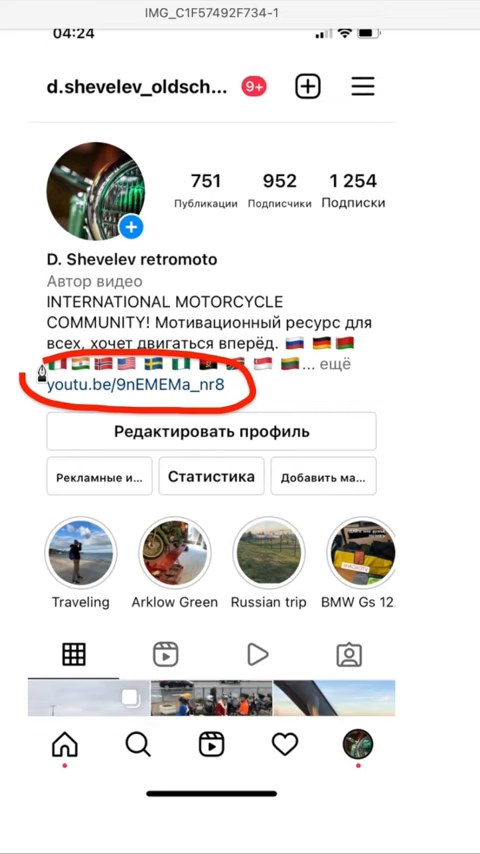 IMG_C1F57492F734-1
04:24
d.shevelev_oldsch... 9+
751 952 1 254
Публикации Подписчики Подписки
D. Shevelev retromoto
Автор видео
INTERNATIONAL MOTORCYCLE
COMMUNITY! Мотивационный ресурс для
всех, хочет двигаться вперёд.
... ещё
youtu.be/9nEMEMa_nr8
Редактировать профиль
Рекламные и... Статистика Добавить ма...
Traveling Arklow Green Russian trip BMW Gs 12